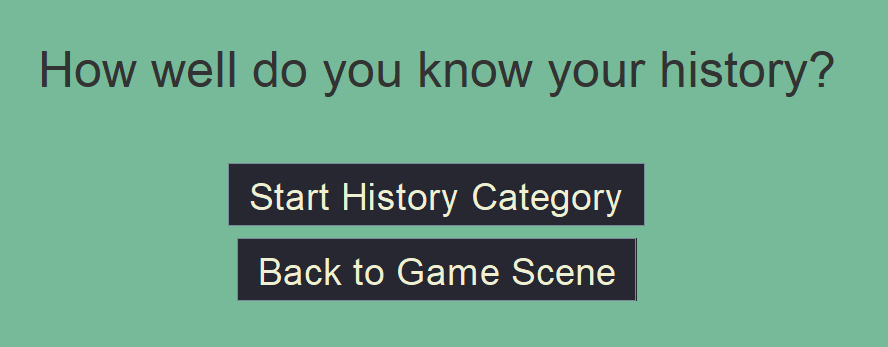 How well do you know your history?
Start History Category
Back to Game Scene